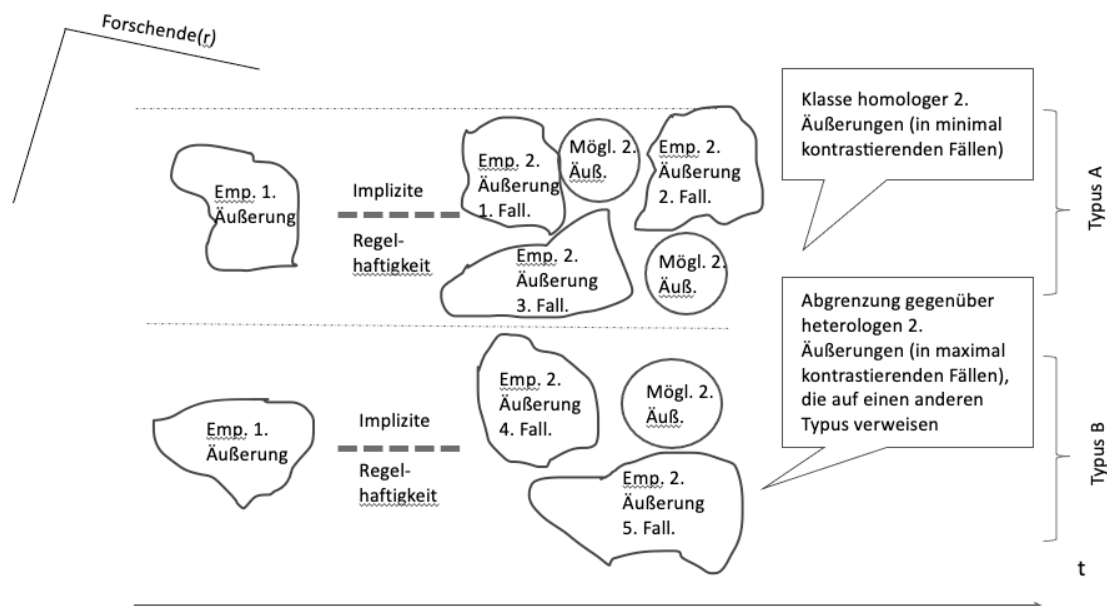 Forschende(r)
Emp. 1.
Äußerung
Implizite
Regel-
haftigkeit
Emp. 2.
Äußerung
1. Fall.
Mögl. 2.
Äuß.
Emp. 2.
Äußerung
2. Fall.
Emp. 2.
Äußerung
3. Fall.
Mögl. 2.
Äuß.
Klasse homologer 2.
Äußerungen (in minimal
kontrastierenden Fällen)
Typus A
Emp. 1.
Äußerung
Implizite
Regel-
haftigkeit
Emp. 2.
Äußerung
4. Fall.
Mögl. 2.
Äuß.
Emp. 2.
Äußerung
5. Fall.
Abgrenzung gegenüber
heterologen 2.
Äußerungen (in maximal
kontrastierenden Fällen),
die auf einen anderen
Typus verweisen
Typus B
t